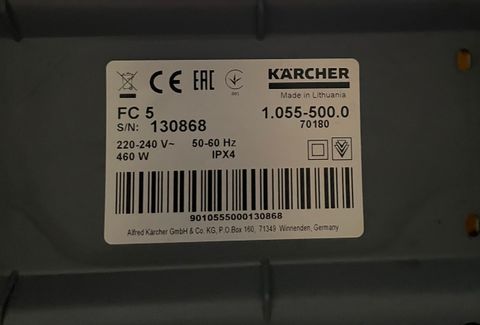 CE EAC 001 KÄRCHER
Made in Lithuania
FC 5 1.055-500.0
S/N: 130868 70180
220-240 V~ 50-60 Hz
460 W IPX4
9010555000130868
Alfred Kärcher GmbH & Co. KG, P.O.Box 160, 71349 Winnenden, Germany